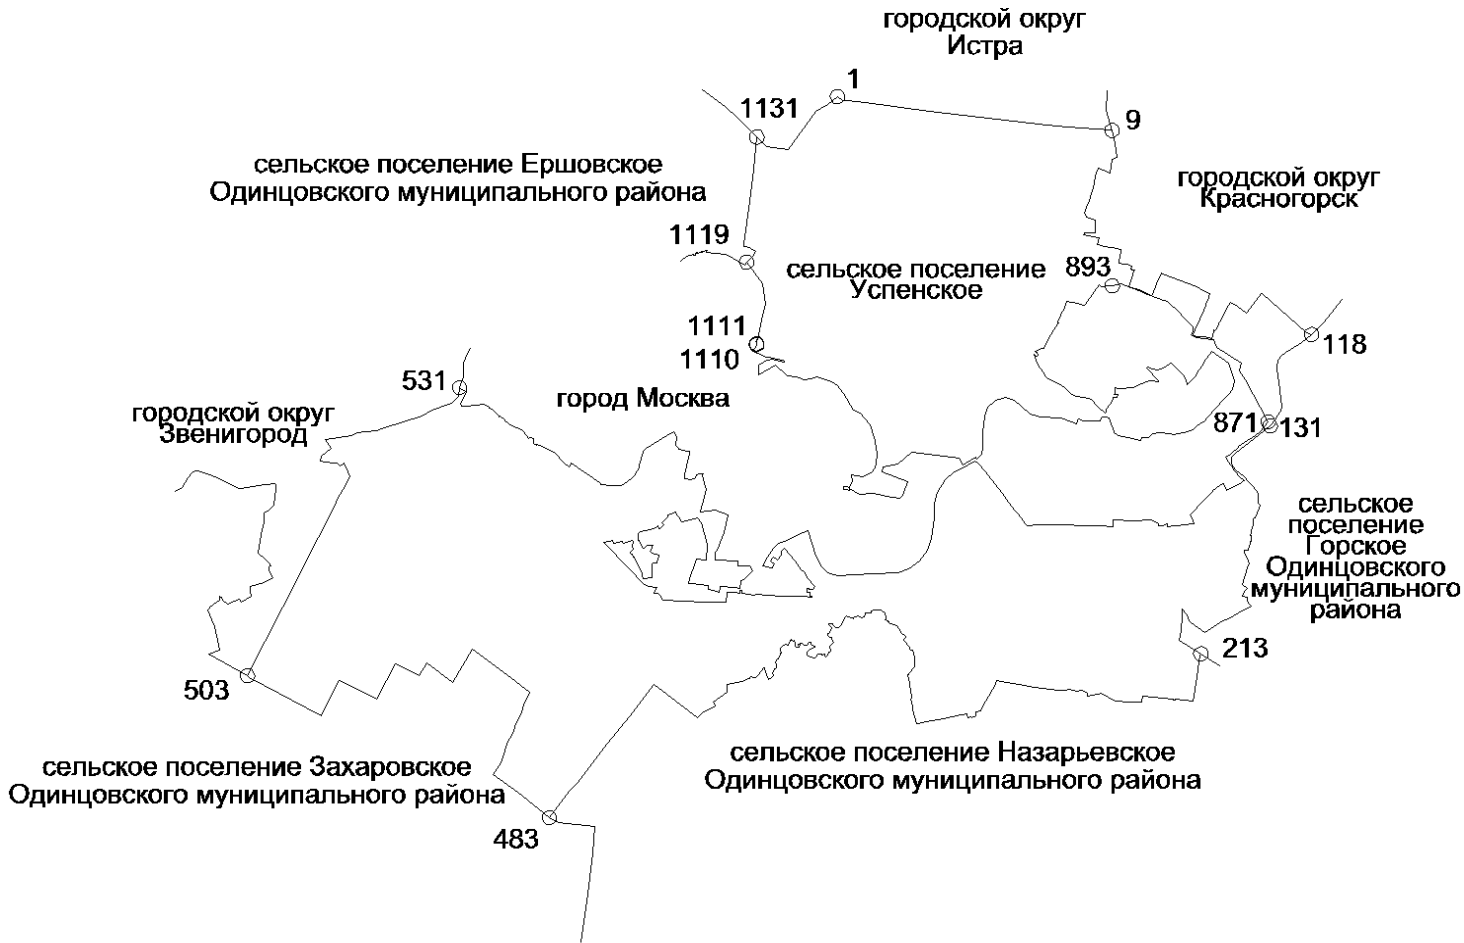 городской округ
Истра
1
1131
9
сельское поселение Ершовское
Одинцовского муниципального района
городской округ
Красногорск
1119
сельское поселение
Успенское
893
1111
1110
118
531
город Москва
городской округ
Звенигород
871
131
сельское
поселение
Горское
Одинцовского
муниципального
района
213
503
сельское поселение Назарьевское
Одинцовского муниципального района
сельское поселение Захаровское
Одинцовского муниципального района
483